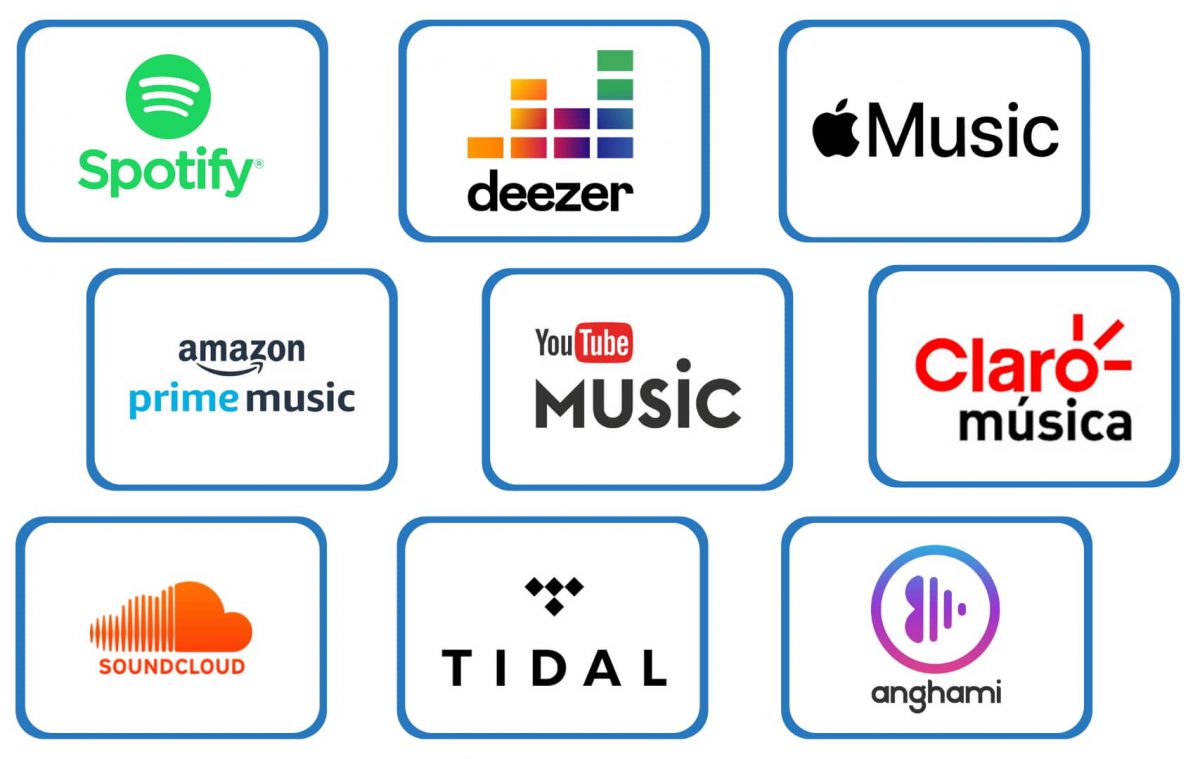 Spotify®
deezer
Music
amazon
prime music
YouTube
MUSiC
Claro
música
SOUNDCLOUD
TIDAL
anghami